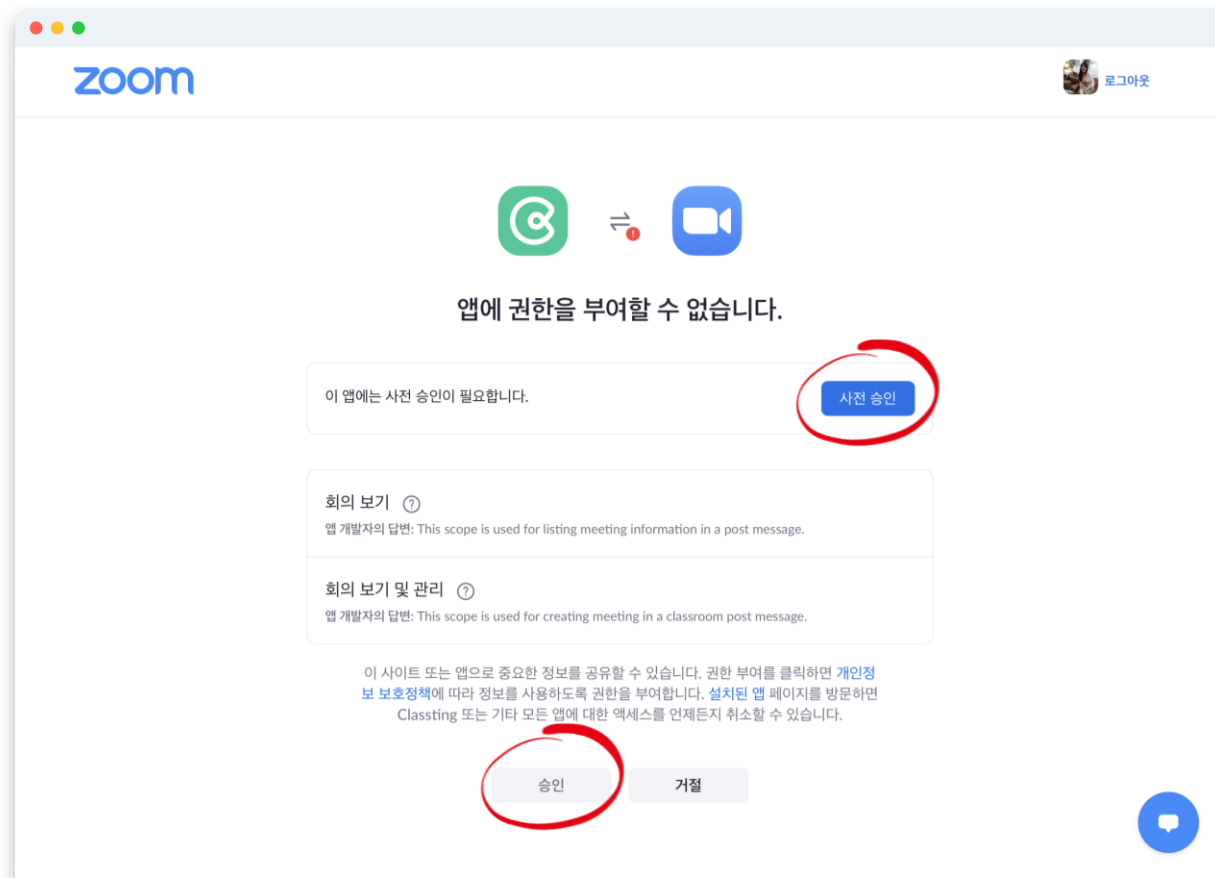 zoom
로그아웃
앱에 권한을 부여할 수 없습니다.
이 앱에는 사전 승인이 필요합니다.
사전 승인
회의 보기 ?
앱 개발자의 답변: This scope is used for listing meeting information in a post message.
회의 보기 및 관리 ?
앱 개발자의 답변: This scope is used for creating meeting in a classroom post message.
이 사이트 또는 앱으로 중요한 정보를 공유할 수 있습니다. 권한 부여를 클릭하면 개인정
보 보호정책에 따라 정보를 사용하도록 권한을 부여합니다. 설치된 앱 페이지를 방문하면
Classting 또는 기타 모든 앱에 대한 액세스를 언제든지 취소할 수 있습니다.
승인
거절